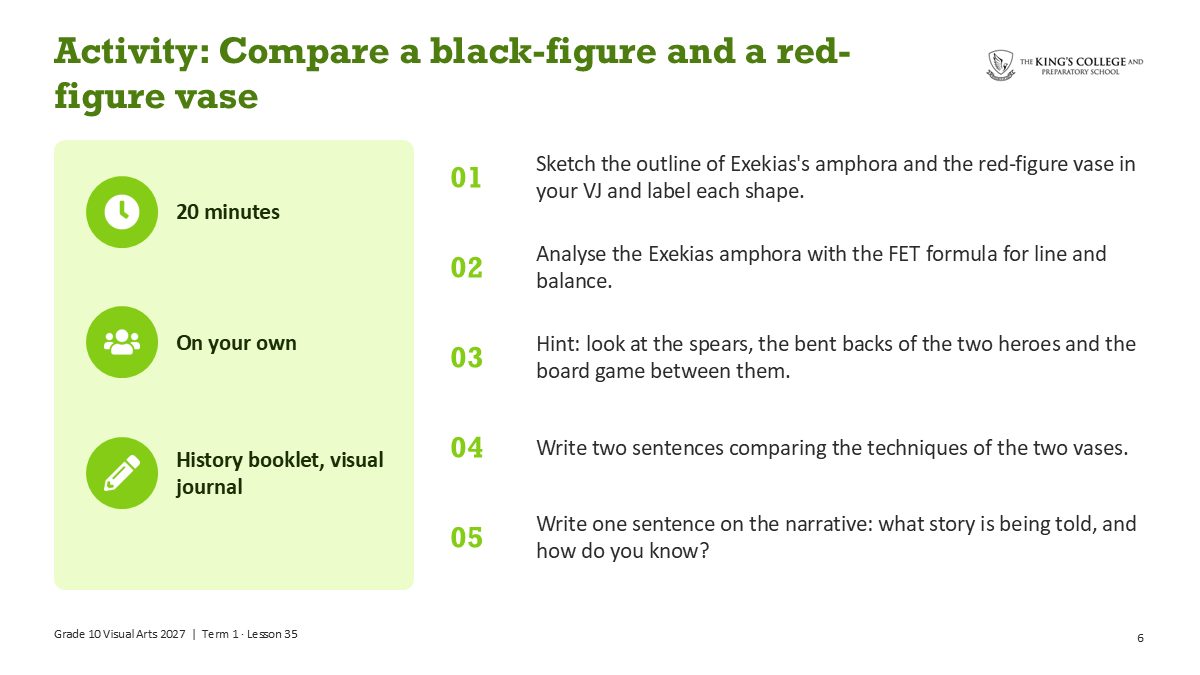 Activity: Compare a black-figure and a red-
figure vase
THE KING'S COLLEGE AND
PREPARATORY SCHOOL
20 minutes
On your own
History booklet, visual
journal
01
Sketch the outline of Exekias's amphora and the red-figure vase in
your VJ and label each shape.
02
Analyse the Exekias amphora with the FET formula for line and
balance.
03
Hint: look at the spears, the bent backs of the two heroes and the
board game between them.
04
Write two sentences comparing the techniques of the two vases.
05
Write one sentence on the narrative: what story is being told, and
how do you know?
Grade 10 Visual Arts 2027 | Term 1 · Lesson 35
6